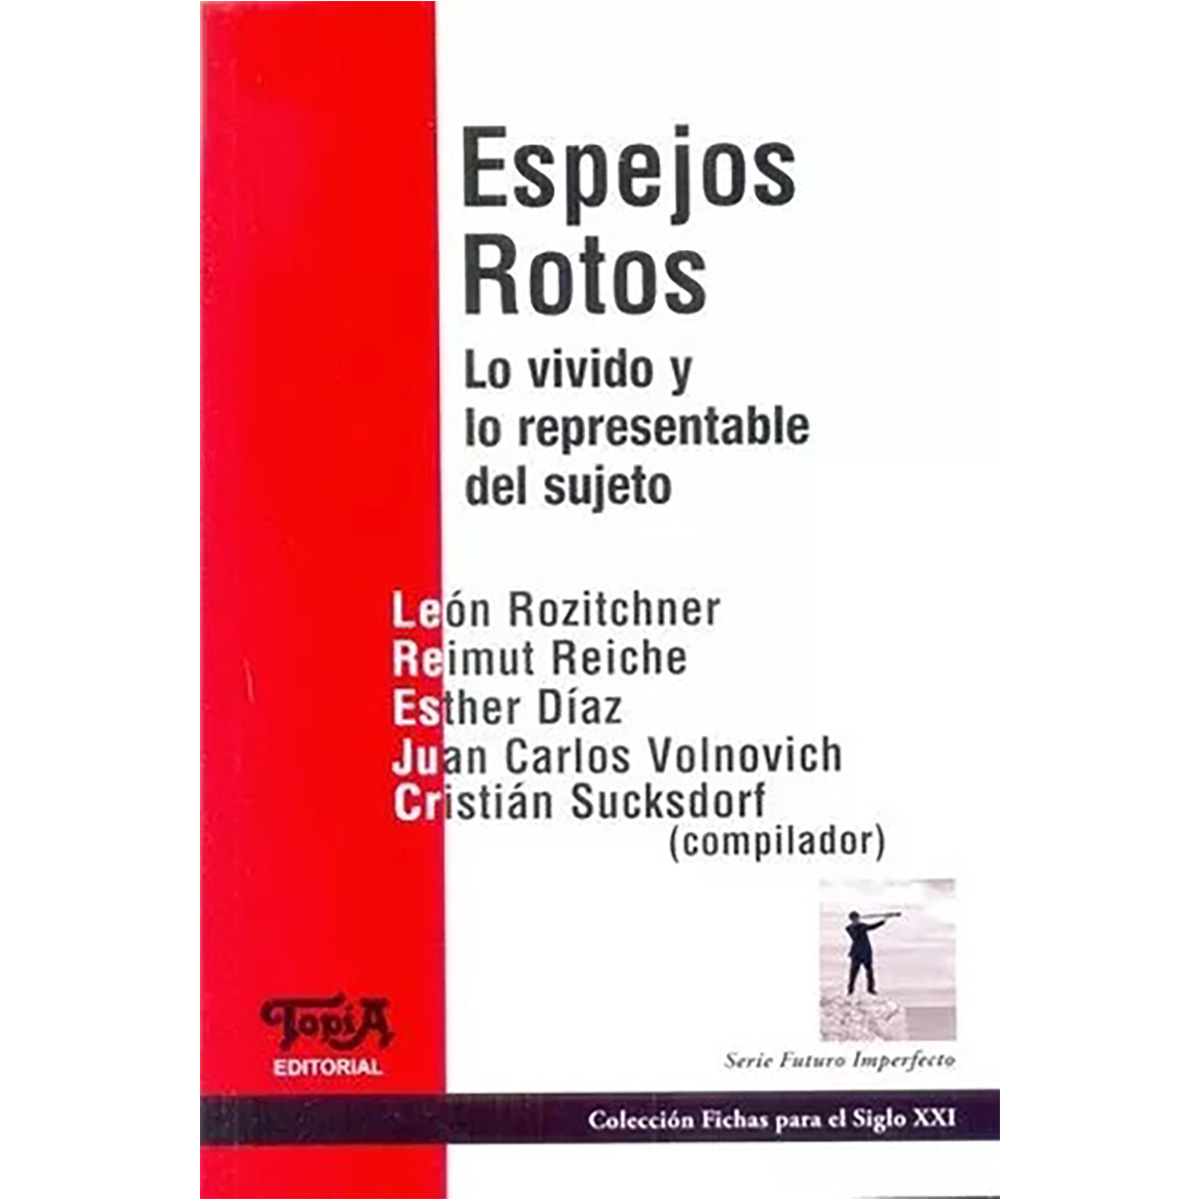 Espejos
Rotos
Lo vivido y
lo representable
del sujeto
León Rozitchner
Reimut Reiche
Esther Díaz
Juan Carlos Volnovich
Cristián Sucksdorf
(compilador)
TopíA
EDITORIAL
Serie Futuro Imperfecto
Colección Fichas para el Siglo XXI